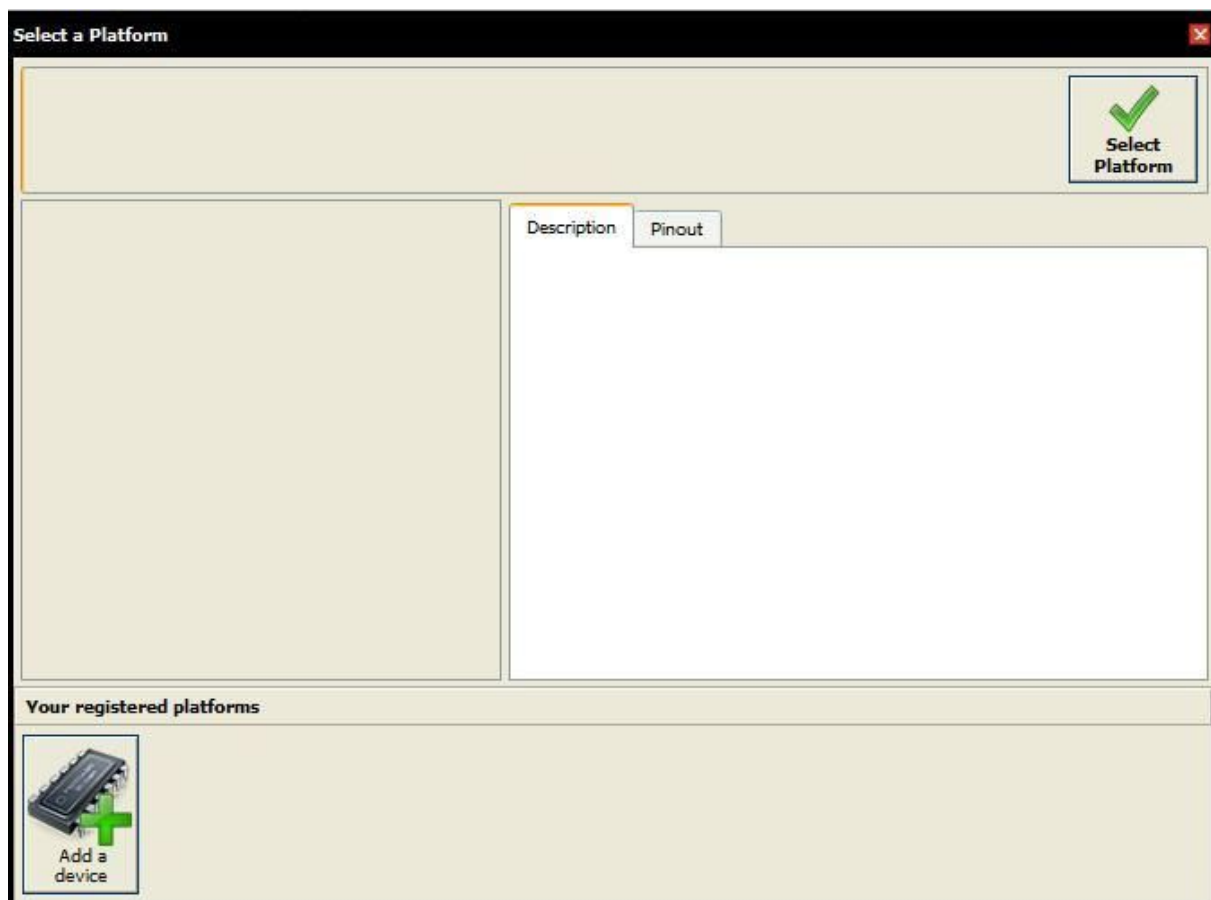 Select a Platform
Select
Platform
Description
Pinout
Your registered platforms
Add a
device